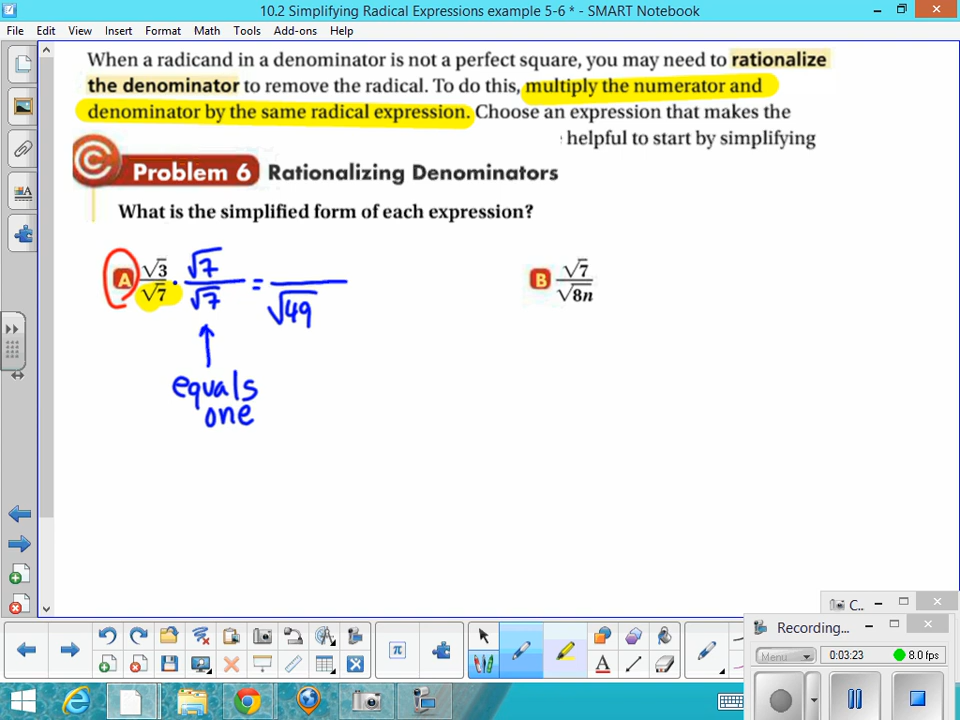 10.2 Simplifying Radical Expressions example 5-6 * - SMART Notebook
File Edit View Insert Format Math Tools Add-ons Help
When a radicand in a denominator is not a perfect square, you may need to rationalize
the denominator to remove the radical. To do this, multiply the numerator and
denominator by the same radical expression. Choose an expression that makes the
helpful to start by simplifying
Problem 6 Rationalizing Denominators
What is the simplified form of each expression?
A √3/√7 · √7/√7 = /√49
B √7/√8n
equals
one
C...
Recording...
Menu 0:03:23 8.0 fps